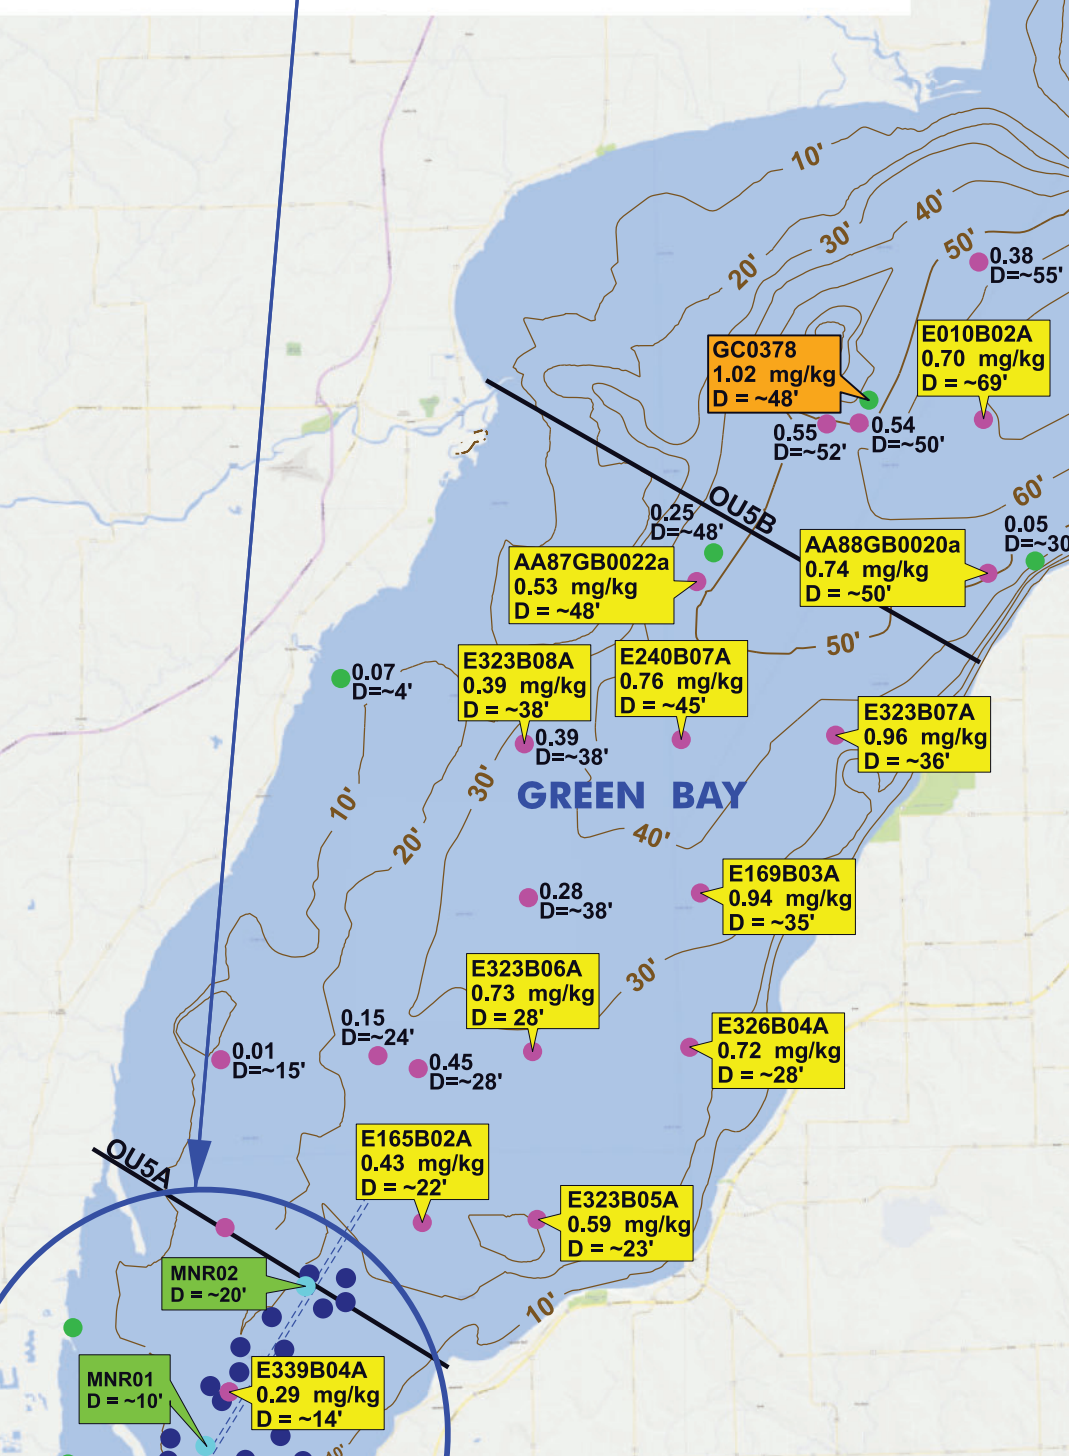 10'
40'
30'
50'
20'
0.38
D=~55'
E010B02A
0.70 mg/kg
D = ~69'
GC0378
1.02 mg/kg
D = ~48'
0.55
D=~52'
0.54
D=~50'
60'
OU5B
0.25
D=~48'
0.05
D=~30
AA87GB0022a
0.53 mg/kg
D = ~48'
AA88GB0020a
0.74 mg/kg
D = ~50'
50'
0.07
D=~4'
E323B08A
0.39 mg/kg
D = ~38'
E240B07A
0.76 mg/kg
D = ~45'
E323B07A
0.96 mg/kg
D = ~36'
0.39
D=~38'
30'
GREEN BAY
10'
20'
40'
E169B03A
0.94 mg/kg
D = ~35'
0.28
D=~38'
E323B06A
0.73 mg/kg
D = 28'
30'
0.15
D=~24'
0.01
D=~15'
0.45
D=~28'
E326B04A
0.72 mg/kg
D = ~28'
OU5A
E165B02A
0.43 mg/kg
D = ~22'
E323B05A
0.59 mg/kg
D = ~23'
MNR02
D = ~20'
10'
MNR01
D = ~10'
E339B04A
0.29 mg/kg
D = ~14'
10'